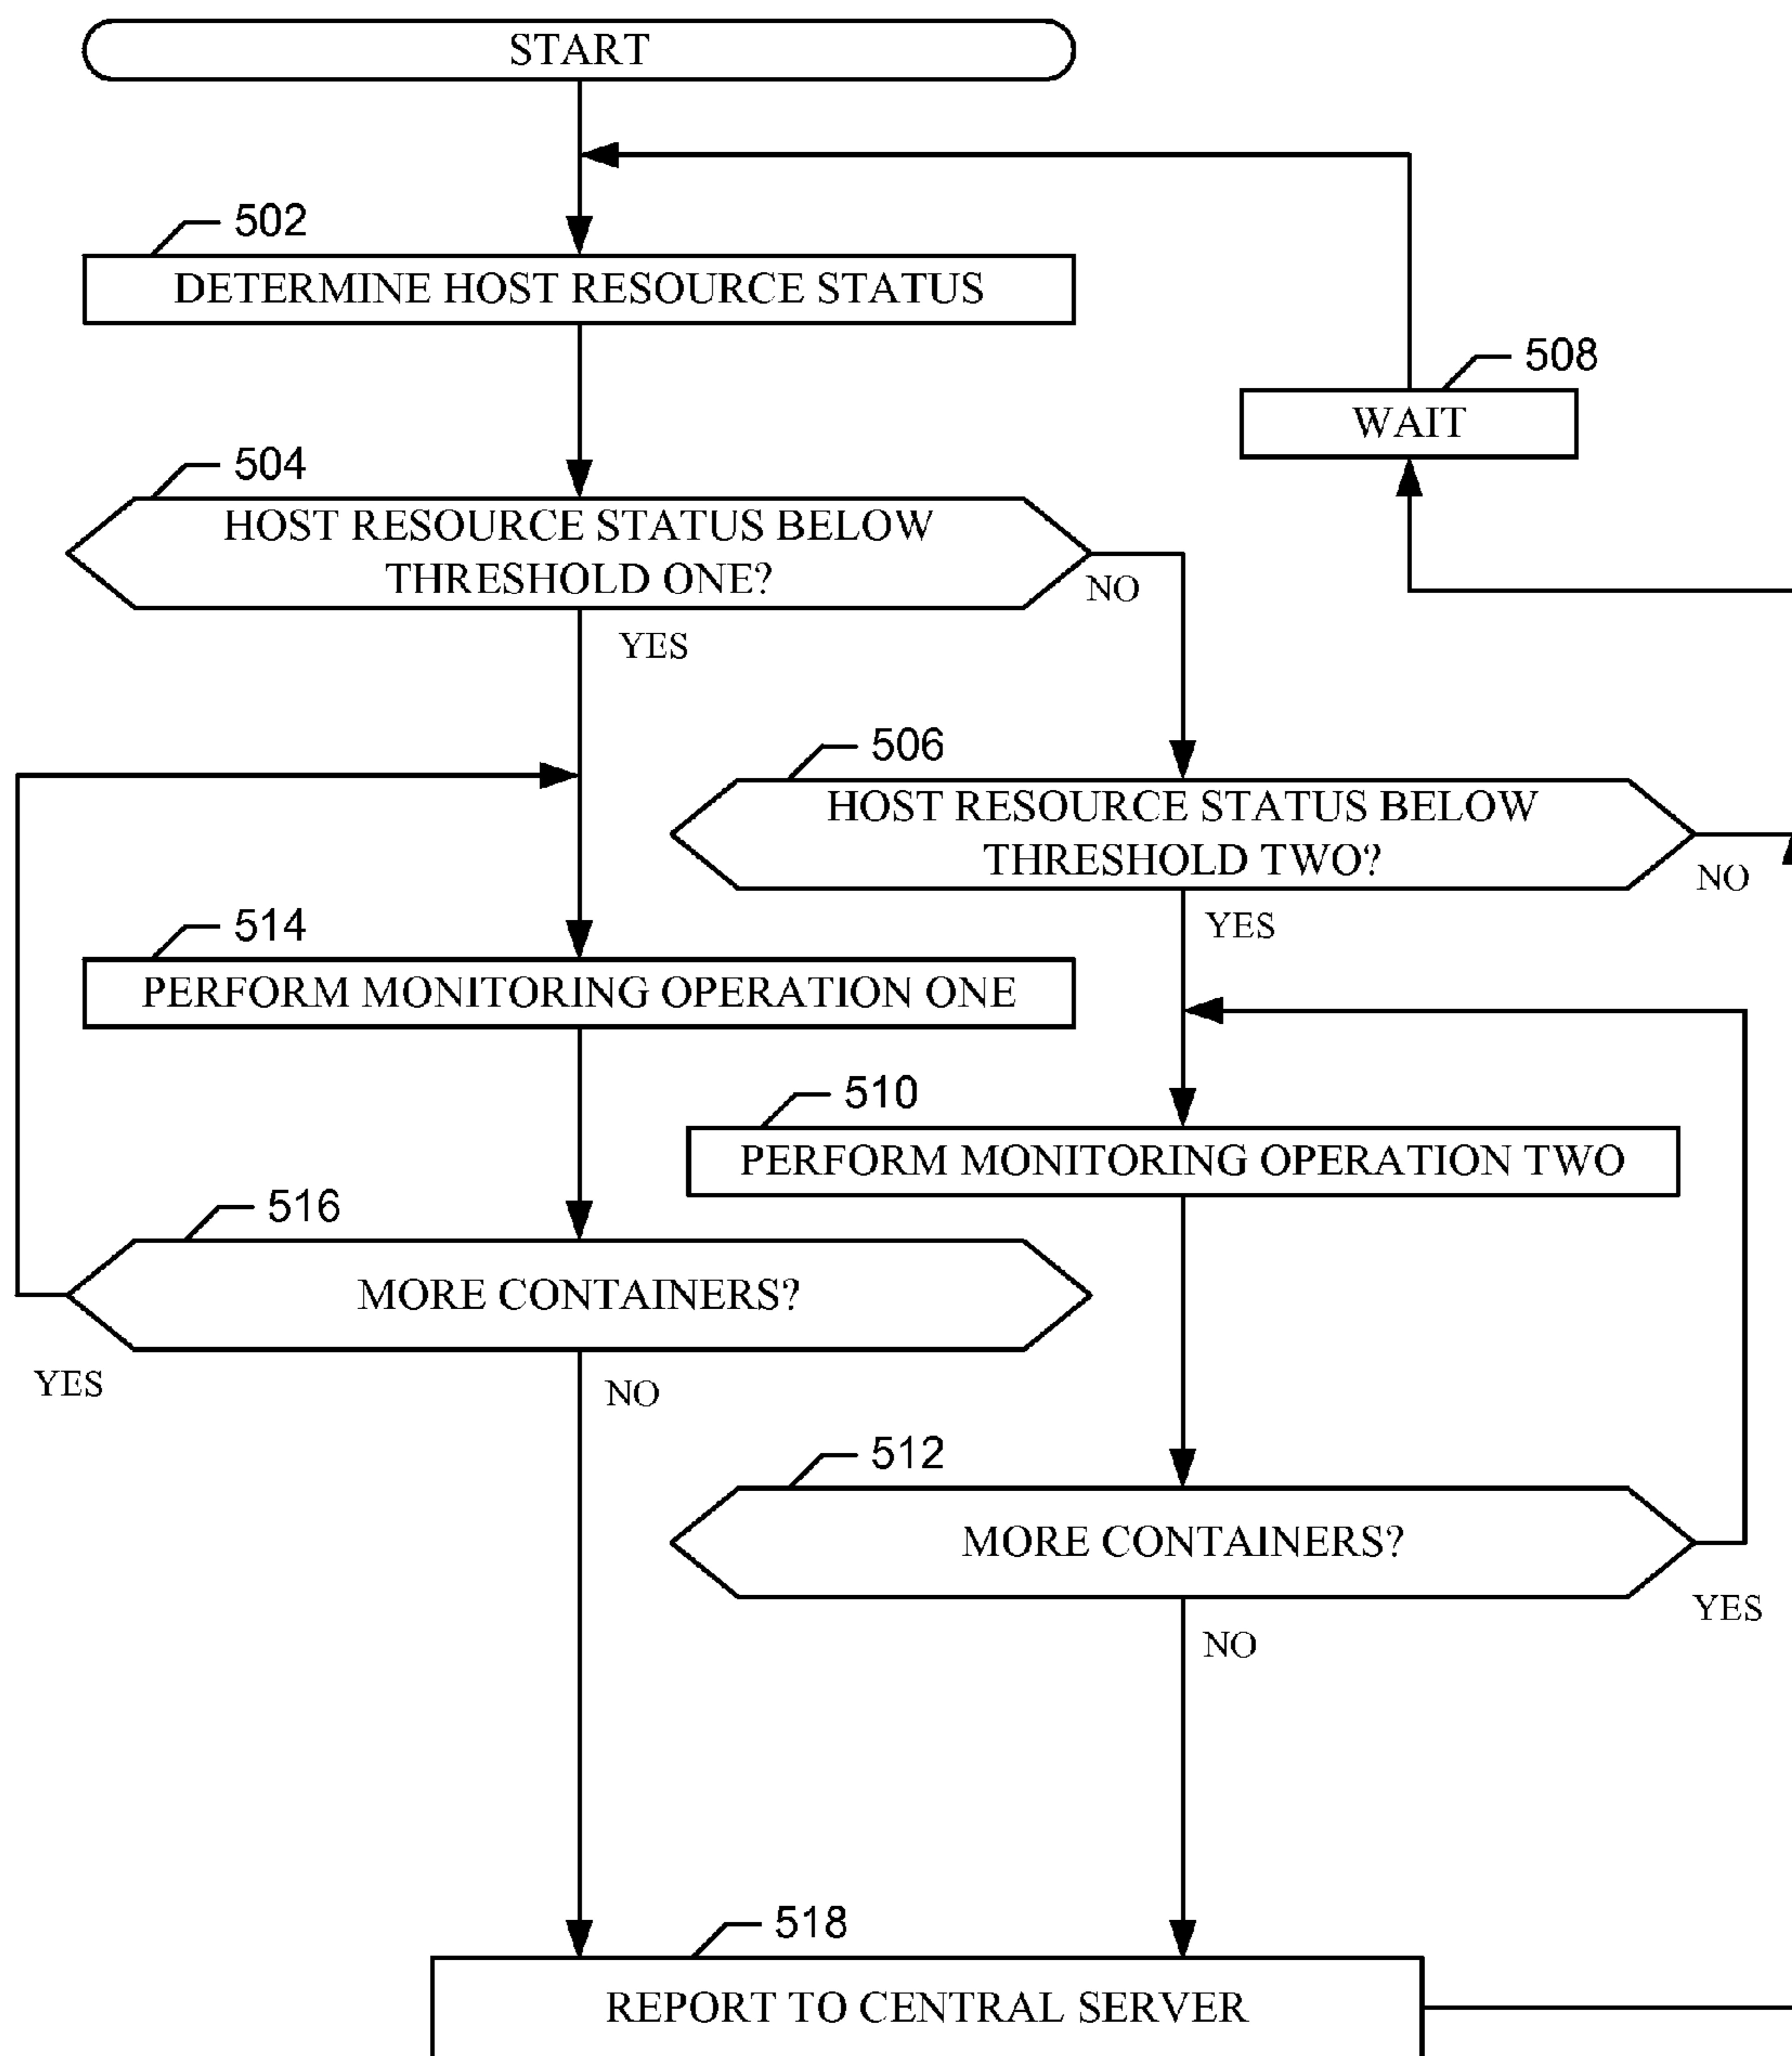 START
502
DETERMINE HOST RESOURCE STATUS
508
WAIT
504
HOST RESOURCE STATUS BELOW
THRESHOLD ONE?
NO
YES
506
HOST RESOURCE STATUS BELOW
THRESHOLD TWO?
NO
YES
514
PERFORM MONITORING OPERATION ONE
510
PERFORM MONITORING OPERATION TWO
516
MORE CONTAINERS?
YES
NO
512
MORE CONTAINERS?
YES
NO
518
REPORT TO CENTRAL SERVER